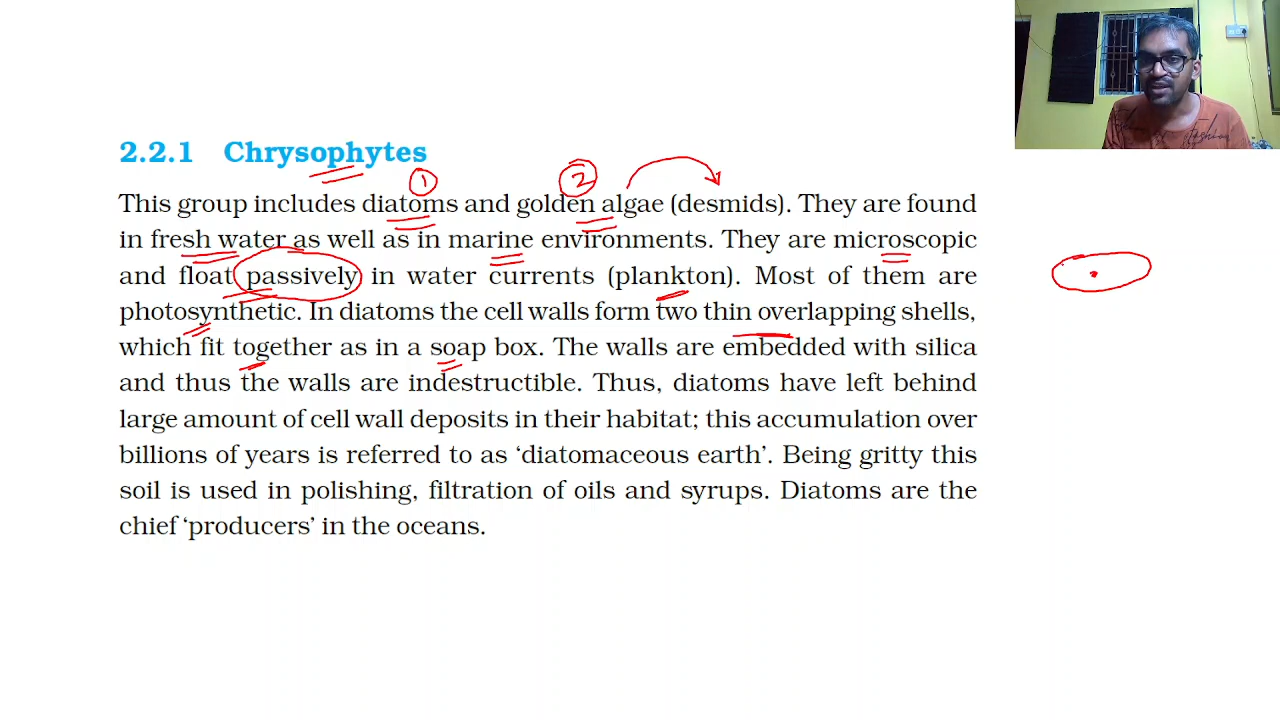 2.2.1 Chrysophytes
1 2
This group includes diatoms and golden algae (desmids). They are found
in fresh water as well as in marine environments. They are microscopic
and float passively in water currents (plankton). Most of them are
photosynthetic. In diatoms the cell walls form two thin overlapping shells,
which fit together as in a soap box. The walls are embedded with silica
and thus the walls are indestructible. Thus, diatoms have left behind
large amount of cell wall deposits in their habitat; this accumulation over
billions of years is referred to as ‘diatomaceous earth’. Being gritty this
soil is used in polishing, filtration of oils and syrups. Diatoms are the
chief ‘producers’ in the oceans.